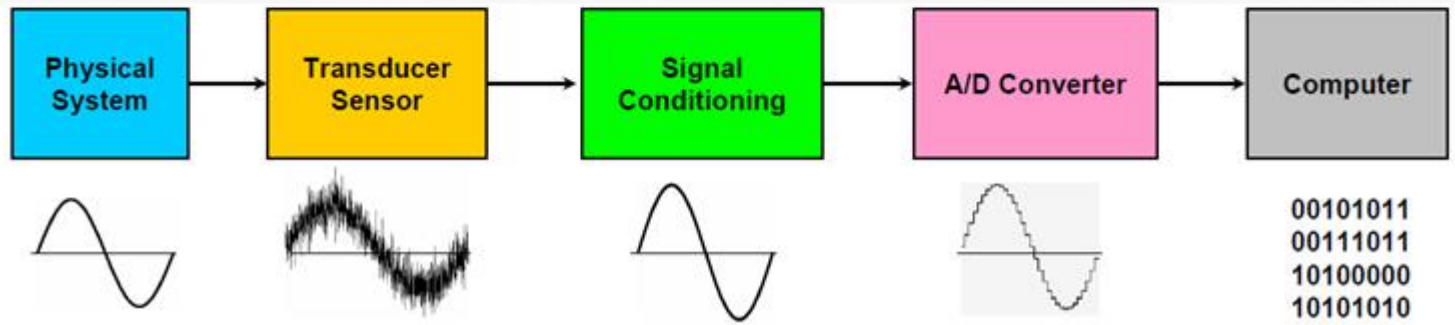 Physical
System
Transducer
Sensor
Signal
Conditioning
A/D Converter
Computer
00101011
00111011
10100000
10101010